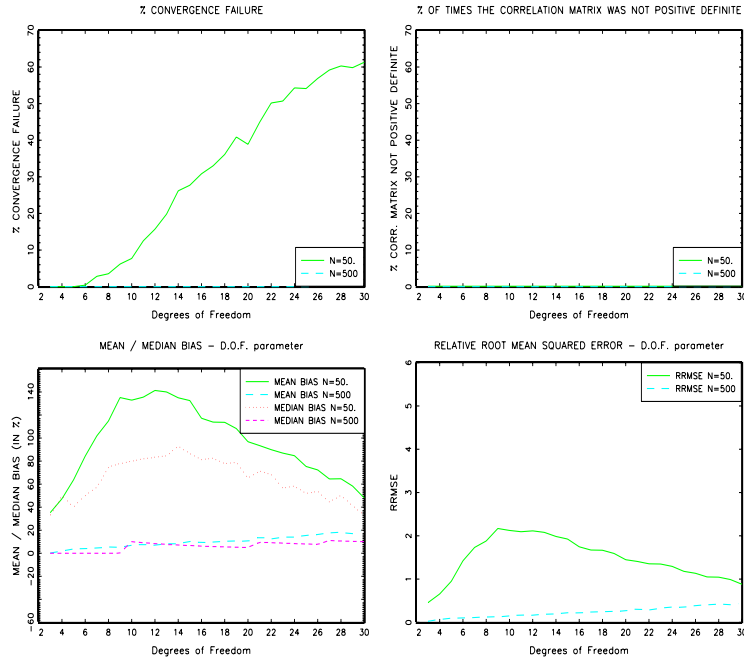 % CONVERGENCE FAILURE
% CONVERGENCE FAILURE
70
60
50
40
30
20
10
0
N=50.
N=500
2 4 6 8 10 12 14 16 18 20 22 24 26 28 30
Degrees of Freedom
% OF TIMES THE CORRELATION MATRIX WAS NOT POSITIVE DEFINITE
% CORR. MATRIX NOT POSITIVE DEFINITE
70
60
50
40
30
20
10
0
N=50.
N=500
2 4 6 8 10 12 14 16 18 20 22 24 26 28 30
Degrees of Freedom
MEAN / MEDIAN BIAS - D.O.F. parameter
MEAN / MEDIAN BIAS (IN %)
140
100
80
60
40
20
0
-20
-60
MEAN BIAS N=50.
MEAN BIAS N=500
MEDIAN BIAS N=50.
MEDIAN BIAS N=500
2 4 6 8 10 12 14 16 18 20 22 24 26 28 30
Degrees of Freedom
RELATIVE ROOT MEAN SQUARED ERROR - D.O.F. parameter
RRMSE
6
5
4
3
2
1
0
RRMSE N=50.
RRMSE N=500
2 4 6 8 10 12 14 16 18 20 22 24 26 28 30
Degrees of Freedom